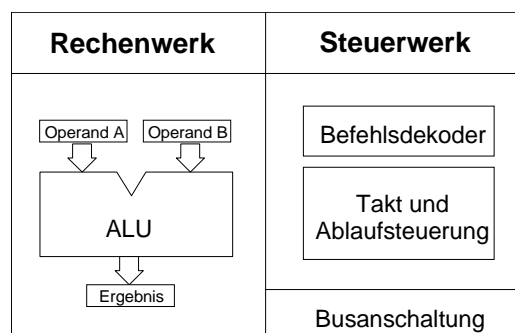 Rechenwerk
Steuerwerk
Operand A
Operand B
ALU
Ergebnis
Befehlsdekoder
Takt und
Ablaufsteuerung
Busanschaltung